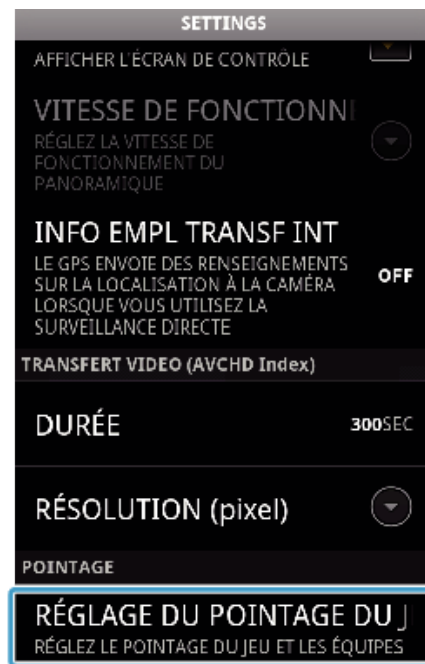 SETTINGS
AFFICHER L'ÉCRAN DE CONTRÔLE
VITESSE DE FONCTIONNE
RÉGLEZ LA VITESSE DE
FONCTIONNEMENT DU
PANORAMIQUE
INFO EMPL TRANSF INT
LE GPS ENVOIE DES RENSEIGNEMENTS
SUR LA LOCALISATION À LA CAMÉRA
LORSQUE VOUS UTILISEZ LA
SURVEILLANCE DIRECTE
OFF
TRANSFERT VIDEO (AVCHD Index)
DURÉE
300SEC
RÉSOLUTION (pixel)
POINTAGE
RÉGLAGE DU POINTAGE DU J
RÉGLEZ LE POINTAGE DU JEU ET LES ÉQUIPES